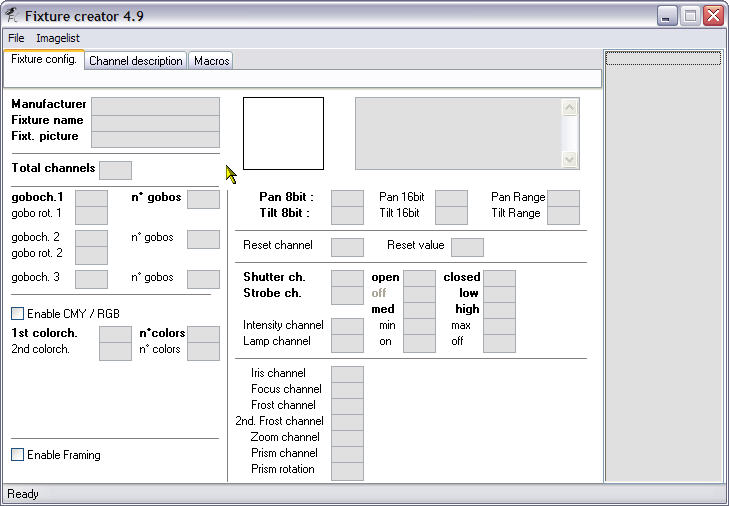 Fixture creator 4.9
File Imagelist
Fixture config. Channel description Macros
Manufacturer
Fixture name
Fixt. picture
Total channels
goboch.1 n° gobos
gobo rot. 1
goboch. 2 n° gobos
gobo rot. 2
goboch. 3 n° gobos
Enable CMY / RGB
1st colorch. n°colors
2nd colorch. n° colors
Enable Framing
Pan 8bit : Pan 16bit Pan Range
Tilt 8bit : Tilt 16bit Tilt Range
Reset channel Reset value
Shutter ch. open closed
Strobe ch. off low
med high
Intensity channel min max
Lamp channel on off
Iris channel
Focus channel
Frost channel
2nd. Frost channel
Zoom channel
Prism channel
Prism rotation
Ready